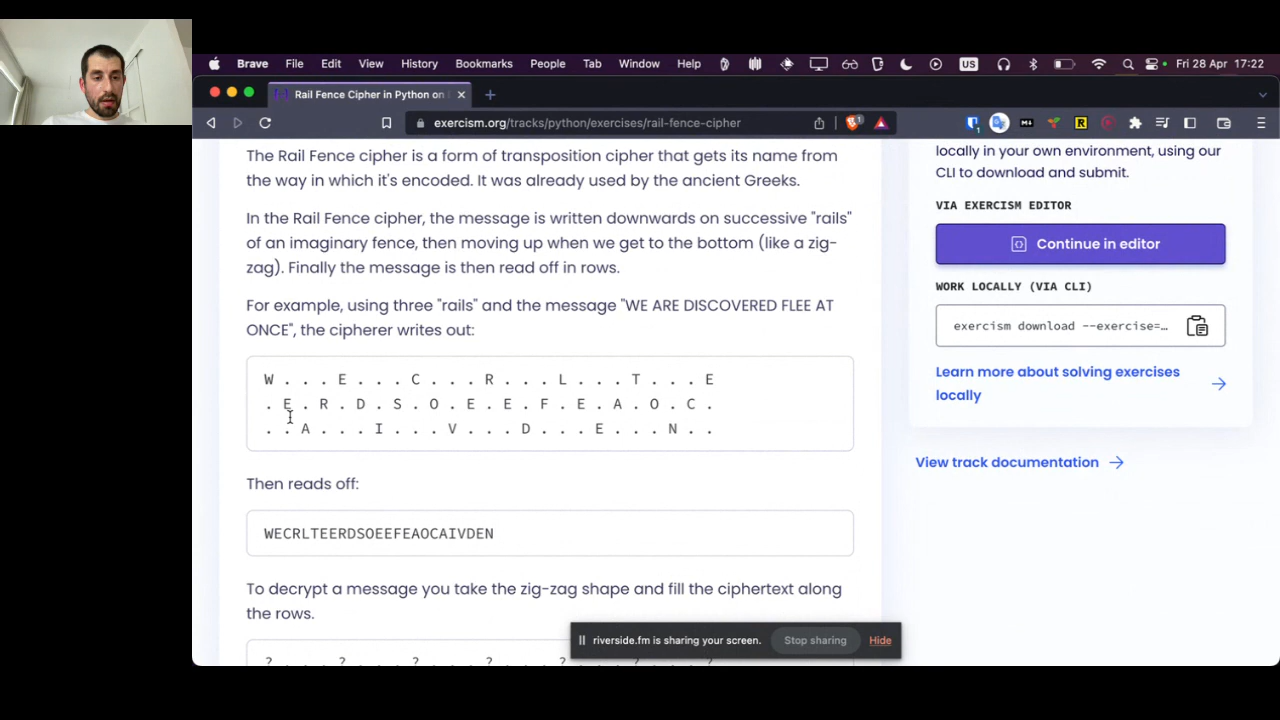 Brave File Edit View History Bookmarks People Tab Window Help US Fri 28 Apr 17:22
Rail Fence Cipher in Python on
exercism.org/tracks/python/exercises/rail-fence-cipher
The Rail Fence cipher is a form of transposition cipher that gets its name from
the way in which it's encoded. It was already used by the ancient Greeks.
In the Rail Fence cipher, the message is written downwards on successive "rails"
of an imaginary fence, then moving up when we get to the bottom (like a zig-
zag). Finally the message is then read off in rows.
For example, using three "rails" and the message "WE ARE DISCOVERED FLEE AT
ONCE", the cipherer writes out:
W . . . E . . . C . . . R . . . L . . . T . . . E
. E . R . D . S . O . E . E . F . E . A . O . C .
. . A . . . I . . . V . . . D . . . E . . . N . .
Then reads off:
WECRLTEERDSOEEFEAOCAIVDEN
To decrypt a message you take the zig-zag shape and fill the ciphertext along
the rows.
? . . . ? . . . ? . . . ? . . . ? . . . ? . . . ?
locally in your own environment, using our
CLI to download and submit.
VIA EXERCISM EDITOR
Continue in editor
WORK LOCALLY (VIA CLI)
exercism download --exercise=…
Learn more about solving exercises
locally
View track documentation
riverside.fm is sharing your screen. Stop sharing Hide